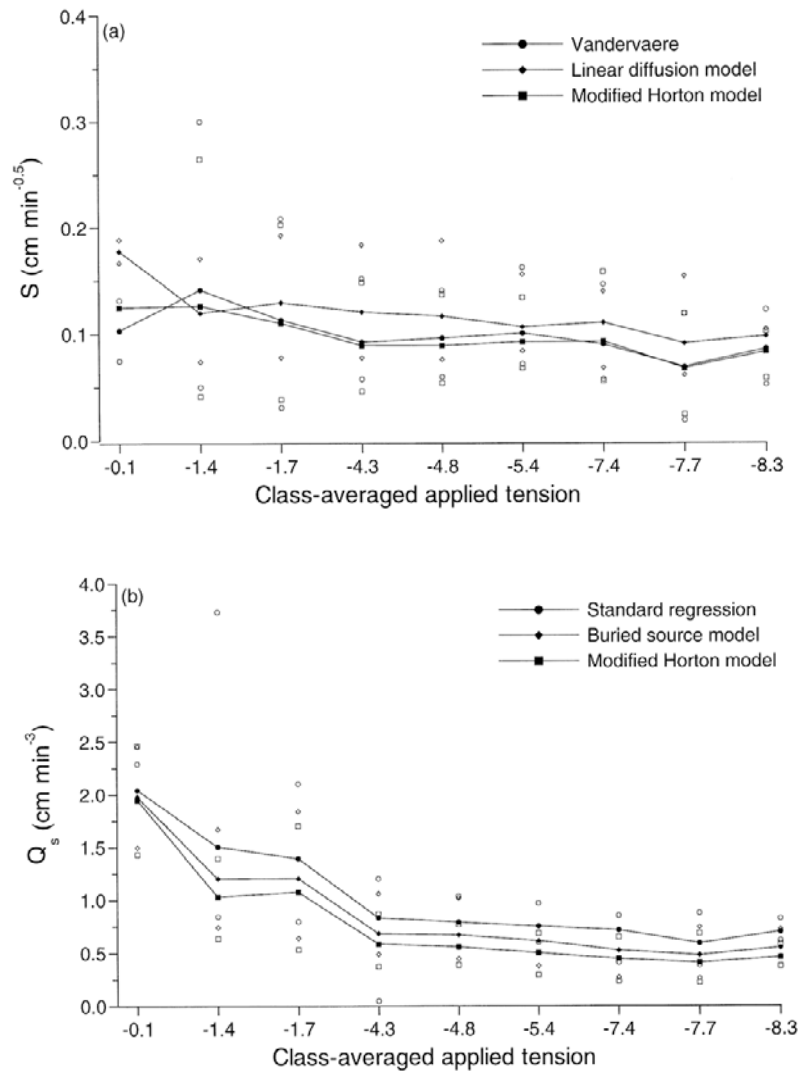 (a)
0.4
0.3
0.2
0.1
0.0
S (cm min-0.5)
Vandervaere
Linear diffusion model
Modified Horton model
-0.1 -1.4 -1.7 -4.3 -4.8 -5.4 -7.4 -7.7 -8.3
Class-averaged applied tension
(b)
4.0
3.5
3.0
2.5
2.0
1.5
1.0
0.5
0.0
Qs (cm min-3)
Standard regression
Buried source model
Modified Horton model
-0.1 -1.4 -1.7 -4.3 -4.8 -5.4 -7.4 -7.7 -8.3
Class-averaged applied tension